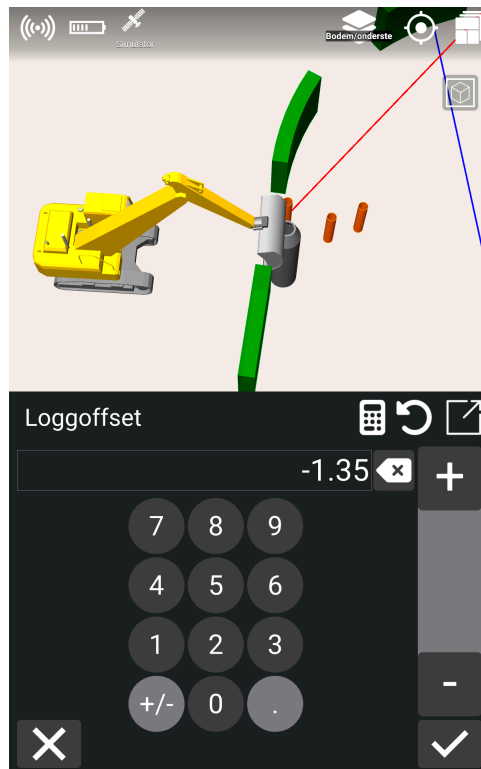 Simulator
Bodem/onderste
Loggoffset
-1.35
7 8 9
4 5 6
1 2 3
+/- 0 .
+
-